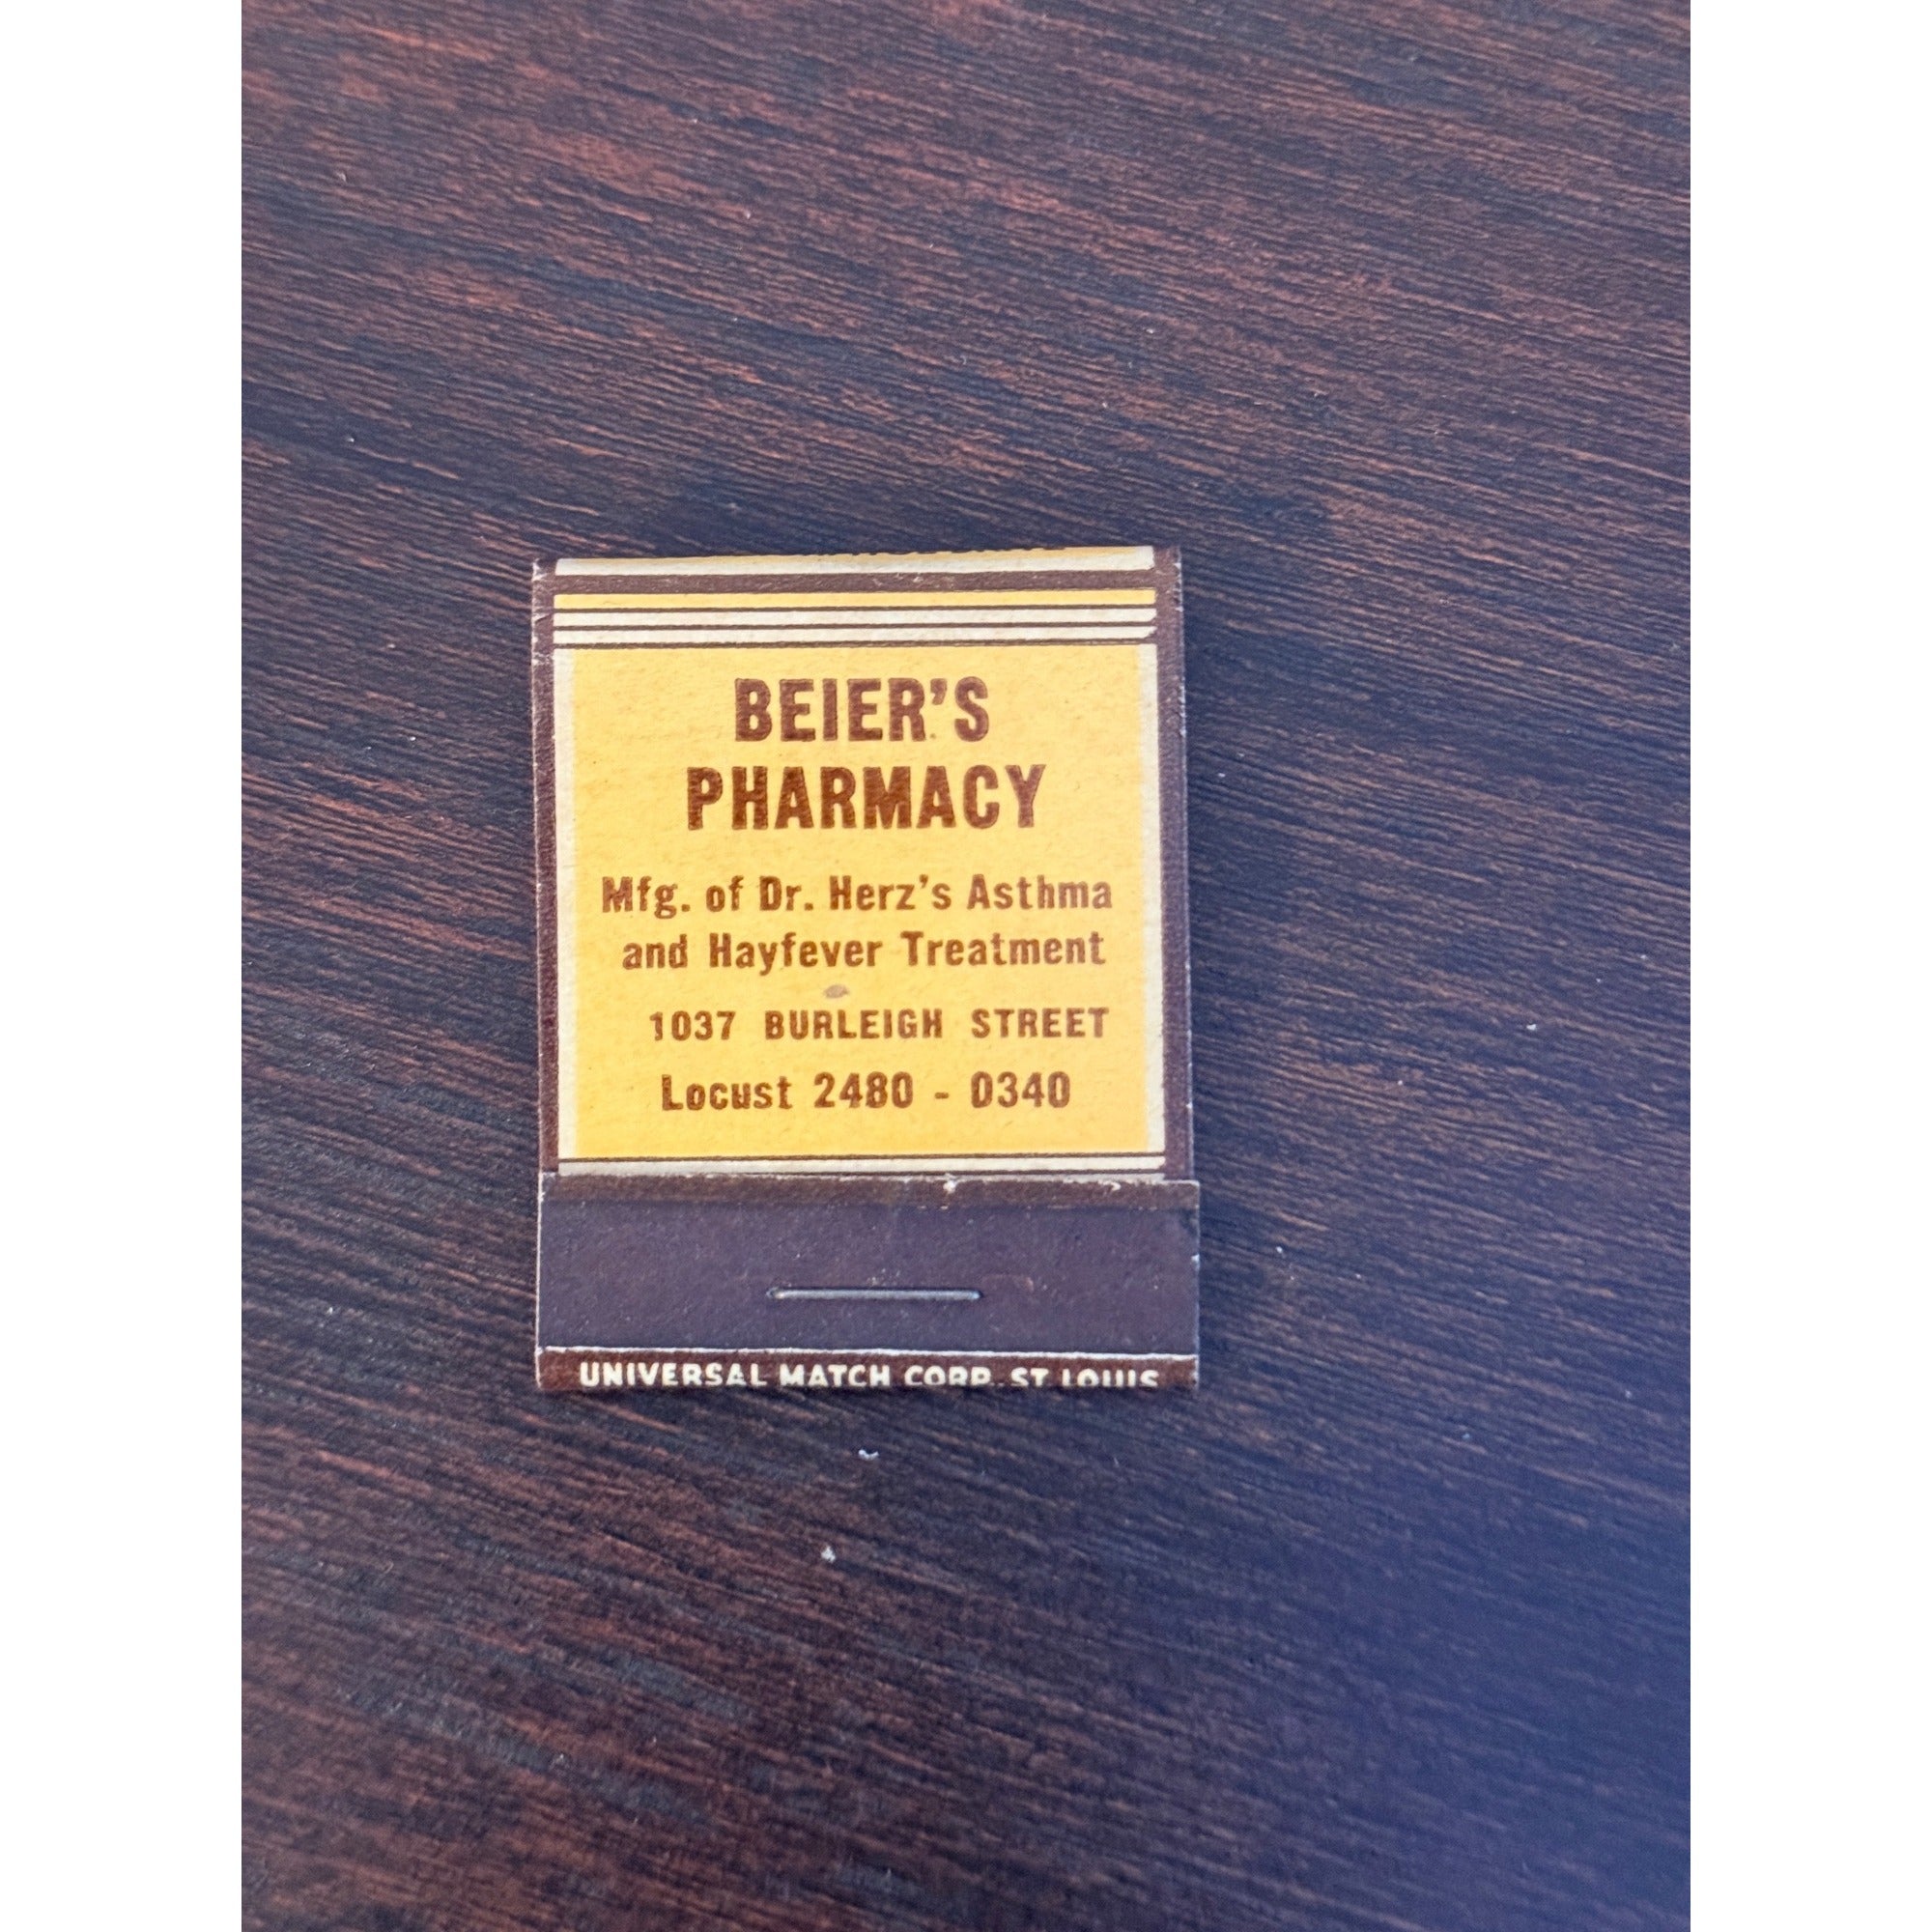 BEIER'S
PHARMACY
Mfg. of Dr. Herz's Asthma
and Hayfever Treatment
1037 BURLEIGH STREET
Locust 2480 - 0340
UNIVERSAL MATCH CORP. ST LOUIS